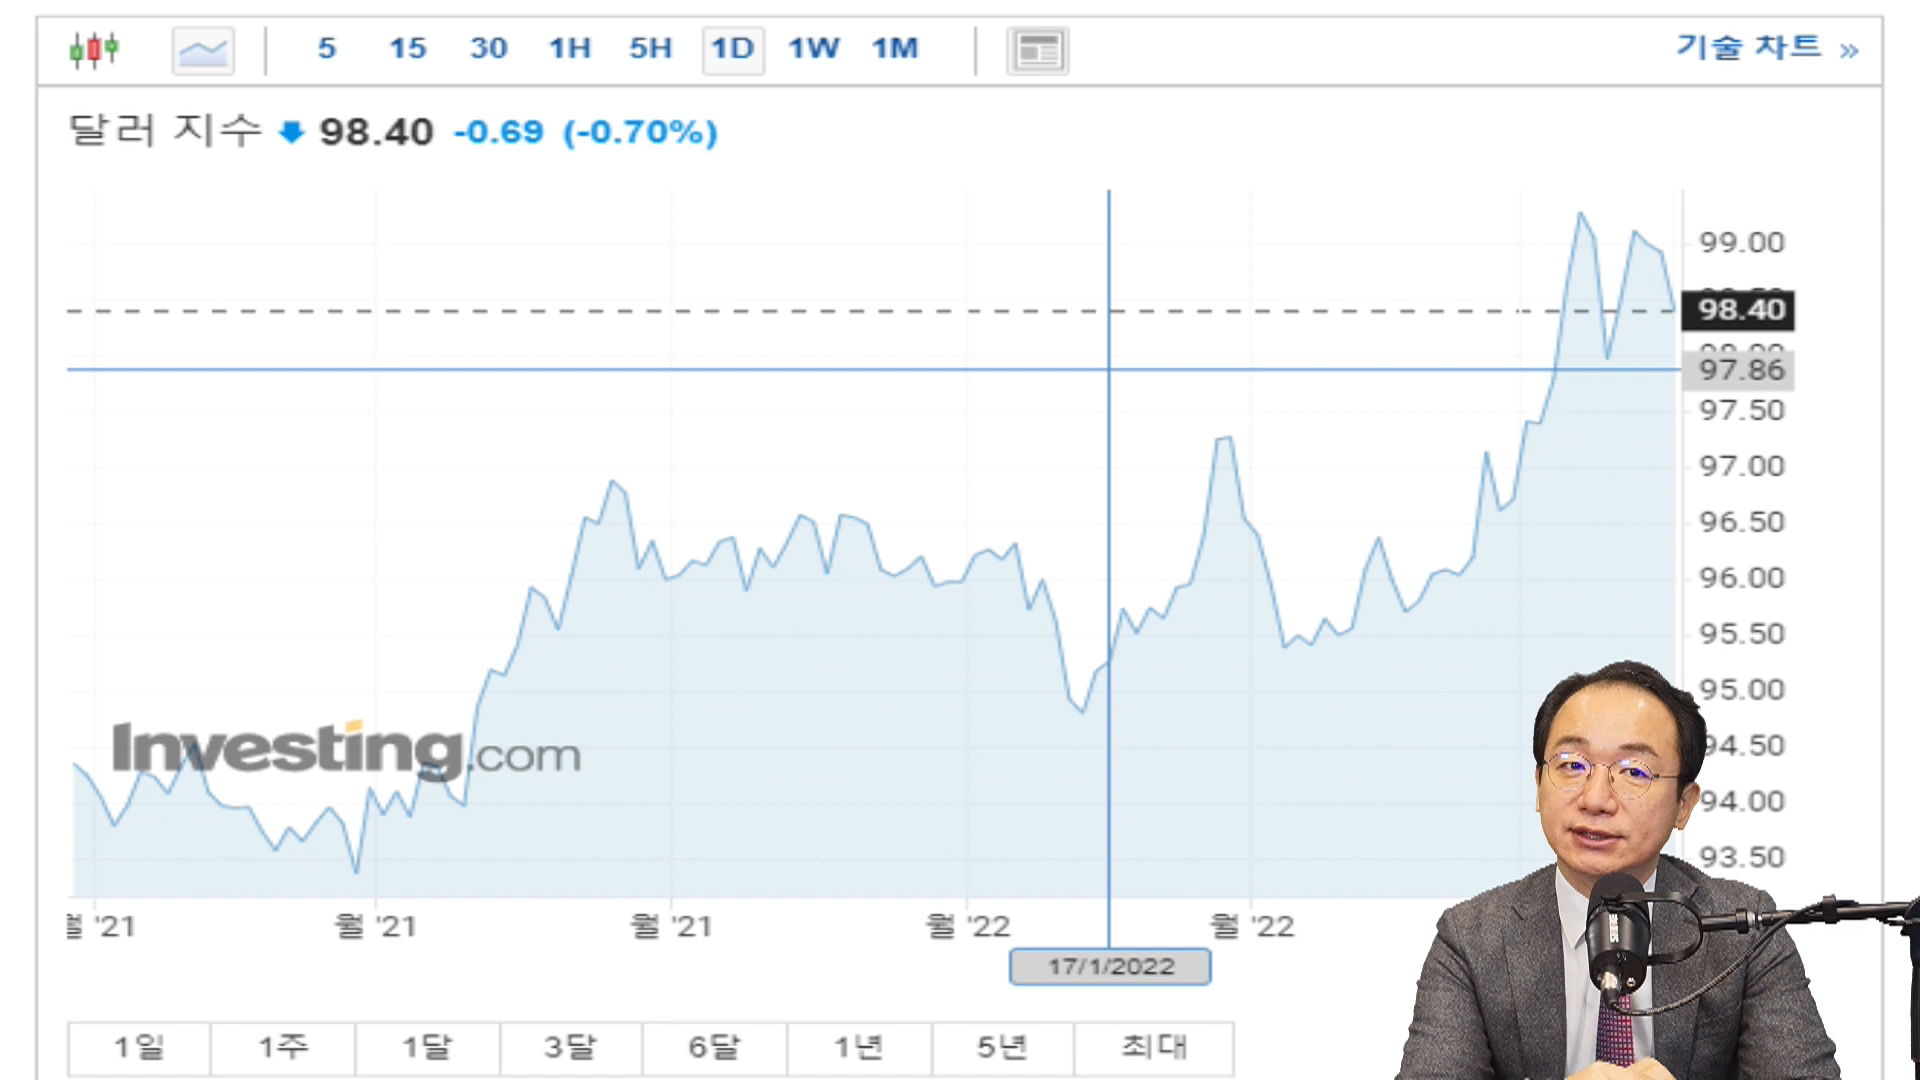 5 15 30 1H 5H 1D 1W 1M 기술 차트 »
달러 지수 98.40 -0.69 (-0.70%)
99.00
98.40
97.86
97.50
97.00
96.50
96.00
95.50
95.00
94.50
94.00
93.50
Investing.com
'21 월 '21 월 '21 월 '22 월 '22
17/1/2022
1일 1주 1달 3달 6달 1년 5년 최대